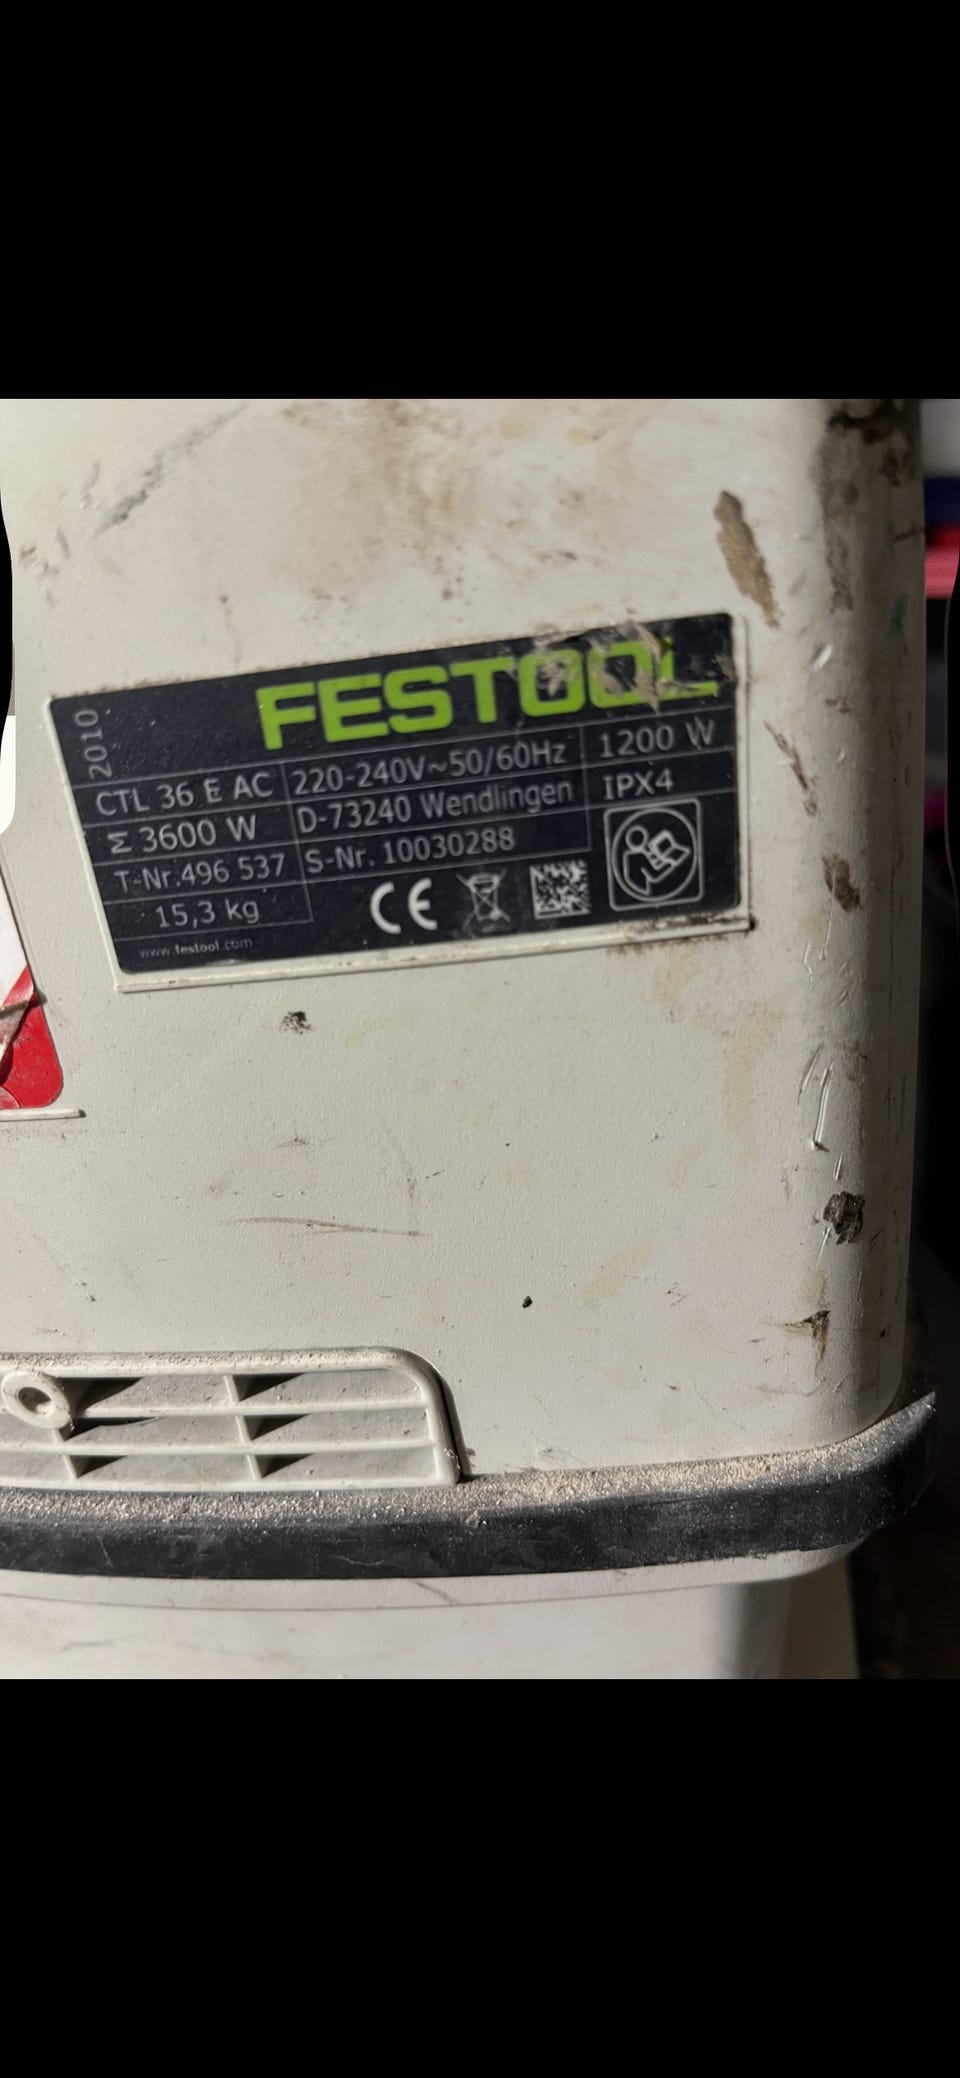 FESTOOL
2010
CTL 36 E AC 220-240V~50/60Hz 1200 W
Σ 3600 W D-73240 Wendlingen IPX4
T-Nr.496 537 S-Nr. 10030288
15,3 kg CE
www.festool.com